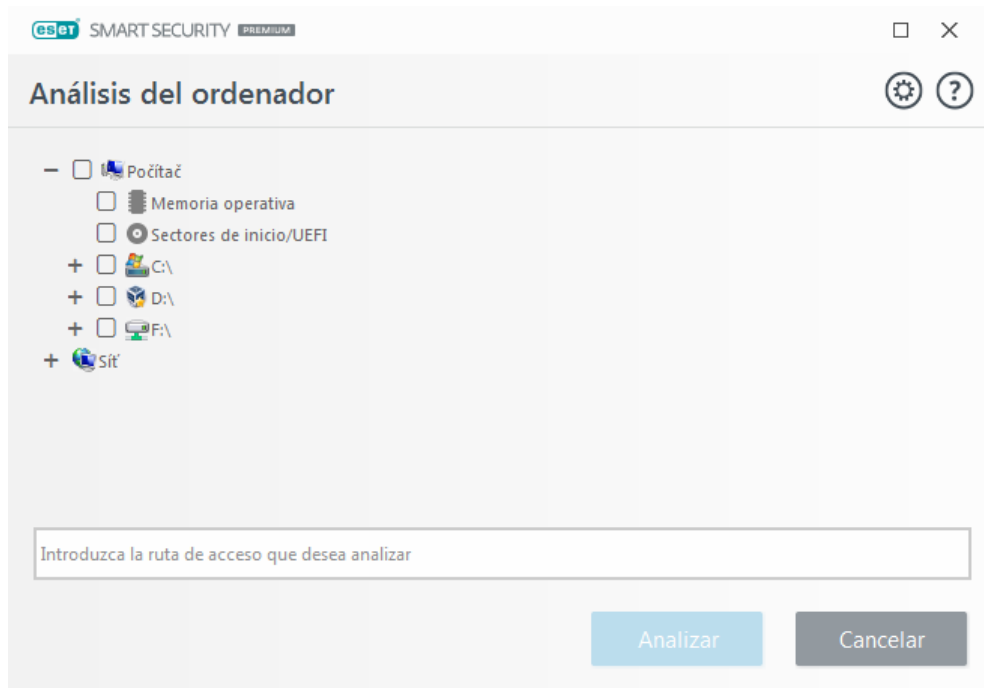 eset SMART SECURITY PREMIUM
Análisis del ordenador
Počítač
Memoria operativa
Sectores de inicio/UEFI
C:\
D:\
F:\
Síť
Introduzca la ruta de acceso que desea analizar
Analizar Cancelar